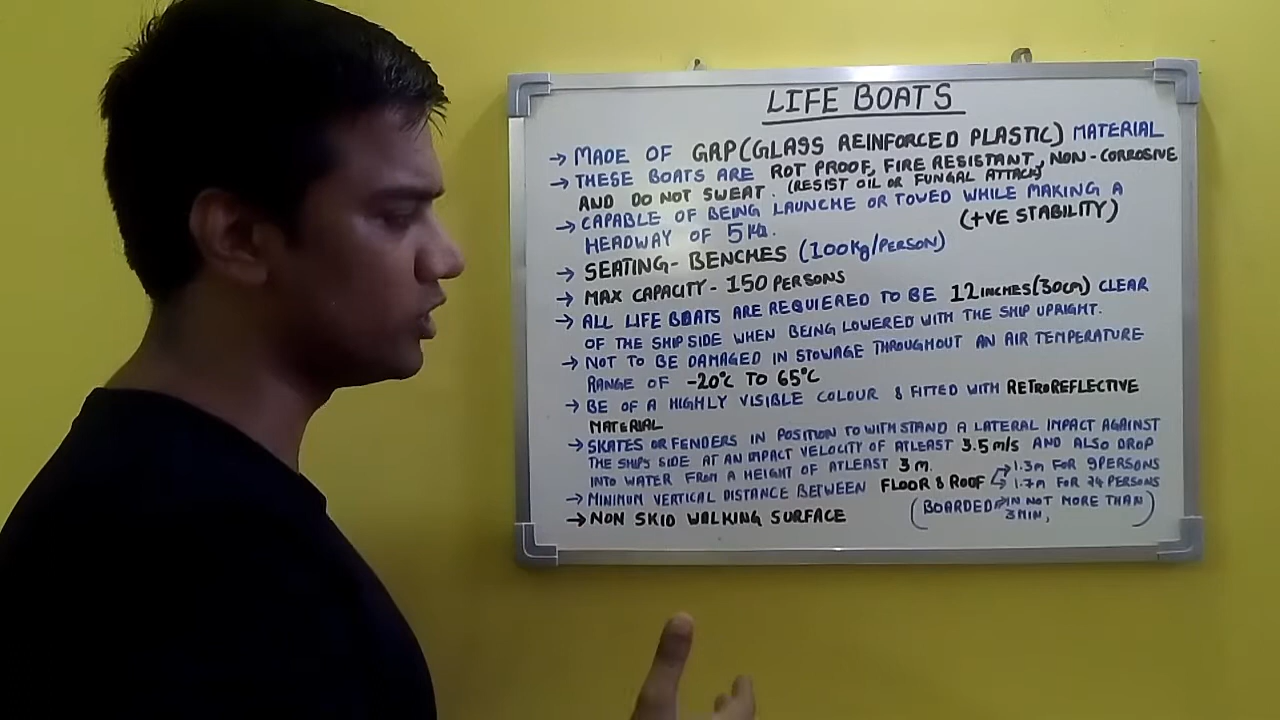 LIFE BOATS
→ MADE OF GRP(GLASS REINFORCED PLASTIC) MATERIAL
→ THESE BOATS ARE ROT PROOF, FIRE RESISTANT, NON-CORROSIVE
AND DO NOT SWEAT. (RESIST OIL OR FUNGAL ATTACK)
→ CAPABLE OF BEING LAUNCHE OR TOWED WHILE MAKING A
HEADWAY OF 5 (+VE STABILITY)
→ SEATING- BENCHES (100Kg/PERSON)
→ MAX CAPACITY - 150 PERSONS
→ ALL LIFE BOATS ARE REQUIERED TO BE 12 INCHES(30cm) CLEAR
OF THE SHIP SIDE WHEN BEING LOWERED WITH THE SHIP UPRIGHT.
→ NOT TO BE DAMAGED IN STOWAGE THROUGHOUT AN AIR TEMPERATURE
RANGE OF -20°C TO 65°C
→ BE OF A HIGHLY VISIBLE COLOUR & FITTED WITH RETROREFLECTIVE
MATERIAL
→ SKATES OR FENDERS IN POSITION TO WITH STAND A LATERAL IMPACT AGAINST
THE SHIPS SIDE AT AN IMPACT VELOCITY OF ATLEAST 3.5 m/s AND ALSO DROP
INTO WATER FROM A HEIGHT OF ATLEAST 3 m. → 1.3m FOR 9PERSONS
→ MINIMUM VERTICAL DISTANCE BETWEEN FLOOR & ROOF → 1.7m FOR 24 PERSONS
→ NON SKID WALKING SURFACE (BOARDED IN NOT MORE THAN
3MIN, )